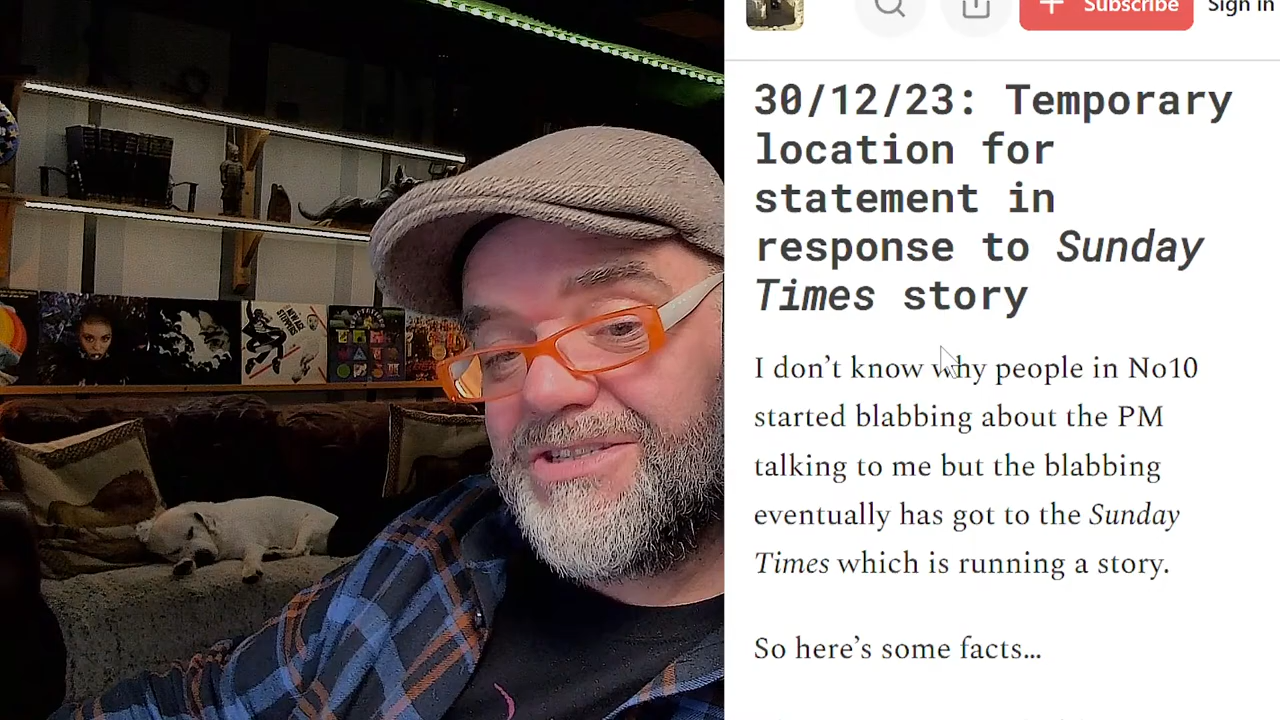 Subscribe
Sign in
30/12/23: Temporary
location for
statement in
response to Sunday
Times story
I don’t know why people in No10
started blabbing about the PM
talking to me but the blabbing
eventually has got to the Sunday
Times which is running a story.
So here’s some facts…